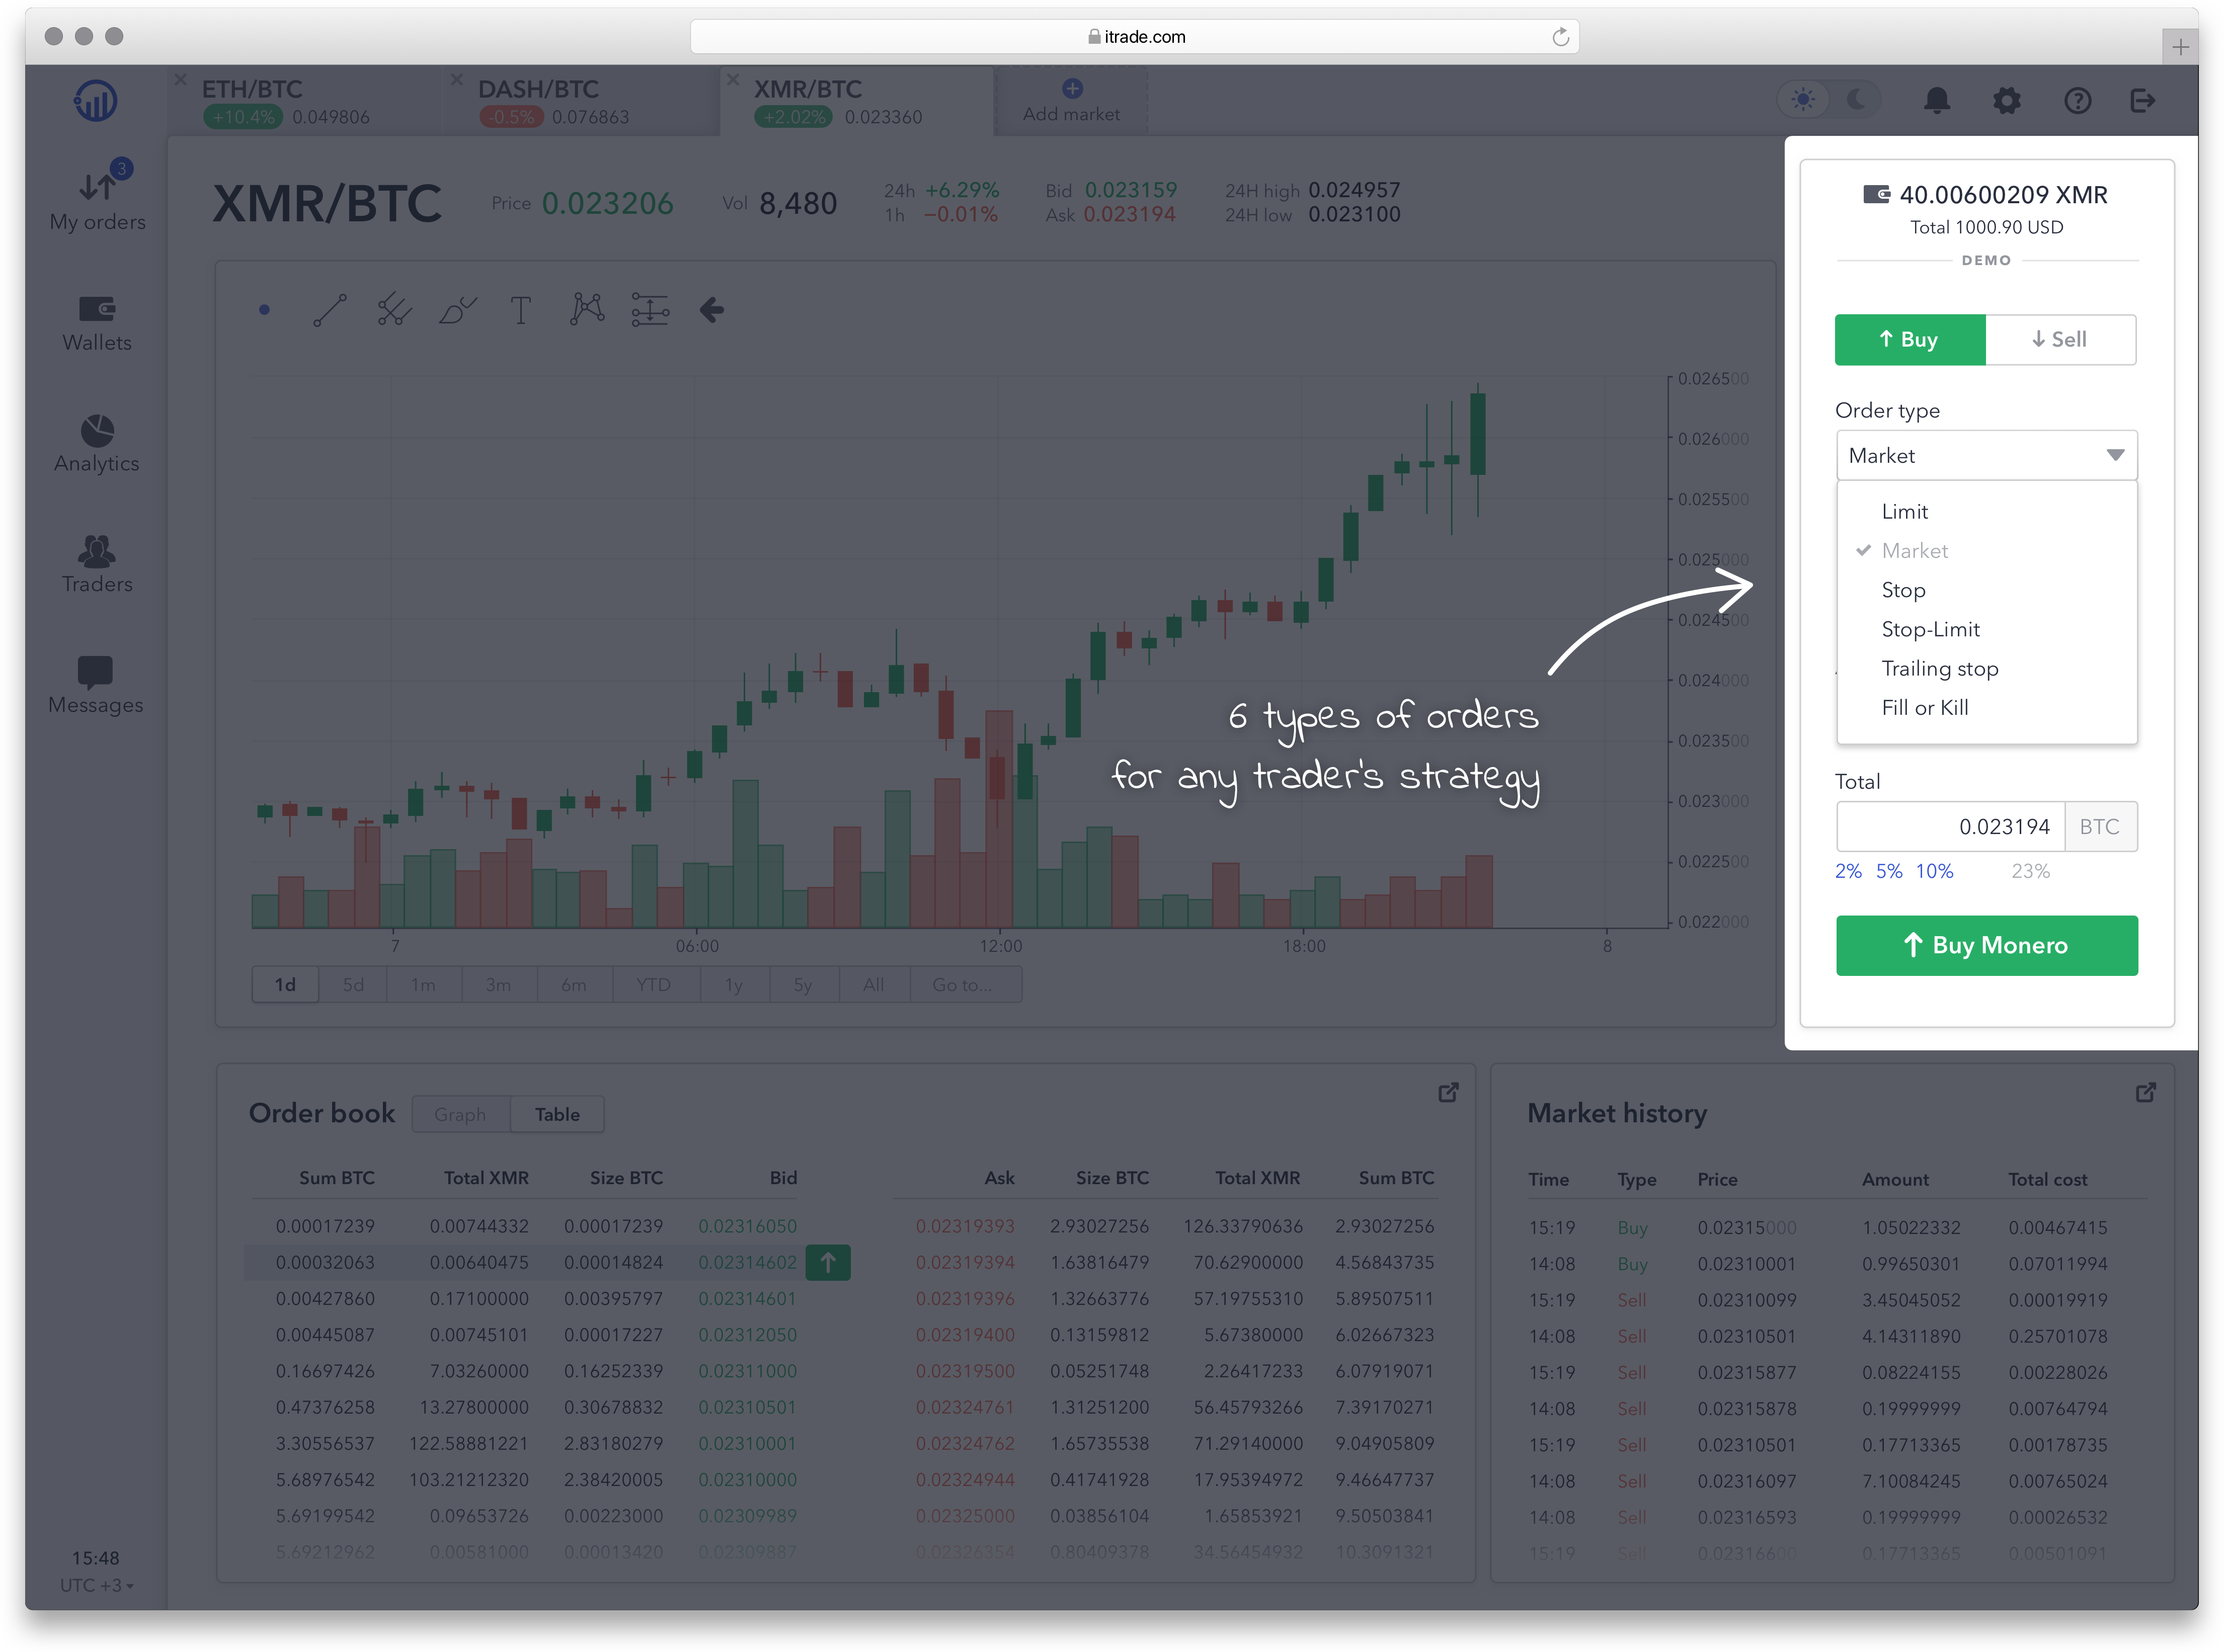 itrade.com
ETH/BTC
+10.4% 0.049806
DASH/BTC
-0.5% 0.076863
XMR/BTC
+2.02% 0.023360
Add market
3
My orders
Wallets
Analytics
Traders
Messages
15:48
UTC +3
XMR/BTC
Price 0.023206
Vol 8,480
24h +6.29%
1h −0.01%
Bid 0.023159
Ask 0.023194
24H high 0.024957
24H low 0.023100
T
0.026500
0.026000
0.025500
0.025000
0.024500
0.024000
0.023500
0.023000
0.022500
0.022000
7 06:00 12:00 18:00 8
1d 5d 1m 3m 6m YTD 1y 5y All Go to...
6 types of orders
for any trader's strategy
40.00600209 XMR
Total 1000.90 USD
DEMO
Buy Sell
Order type
Market
Limit
Market
Stop
Stop-Limit
Trailing stop
Fill or Kill
Total
0.023194 BTC
2% 5% 10% 23%
Buy Monero
Order book Graph Table
Sum BTC Total XMR Size BTC Bid Ask Size BTC Total XMR Sum BTC
0.00017239 0.00744332 0.00017239 0.02316050 0.02319393 2.93027256 126.33790636 2.93027256
0.00032063 0.00640475 0.00014824 0.02314602 0.02319394 1.63816479 70.62900000 4.56843735
0.00427860 0.17100000 0.00395797 0.02314601 0.02319396 1.32663776 57.19755310 5.89507511
0.00445087 0.00745101 0.00017227 0.02312050 0.02319400 0.13159812 5.67380000 6.02667323
0.16697426 7.03260000 0.16252339 0.02311000 0.02319500 0.05251748 2.26417233 6.07919071
0.47376258 13.27800000 0.30678832 0.02310501 0.02324761 1.31251200 56.45793266 7.39170271
3.30556537 122.58881221 2.83180279 0.02310001 0.02324762 1.65735538 71.29140000 9.04905809
5.68976542 103.21212320 2.38420005 0.02310000 0.02324944 0.41741928 17.95394972 9.46647737
5.69199542 0.09653726 0.00223000 0.02309989 0.02325000 0.03856104 1.65853921 9.50503841
5.69212962 0.00581000 0.00013420 0.02309887 0.02326354 0.80409378 34.56454932 10.3091321
Market history
Time Type Price Amount Total cost
15:19 Buy 0.02315000 1.05022332 0.00467415
14:08 Buy 0.02310001 0.99650301 0.07011994
15:19 Sell 0.02310099 3.45045052 0.00019919
14:08 Sell 0.02310501 4.14311890 0.25701078
15:19 Sell 0.02315877 0.08224155 0.00228026
14:08 Sell 0.02315878 0.19999999 0.00764794
15:19 Sell 0.02310501 0.17713365 0.00178735
14:08 Sell 0.02316097 7.10084245 0.00765024
14:08 Sell 0.02316593 0.19999999 0.00026532
15:19 Sell 0.02316600 0.17713365 0.00501091